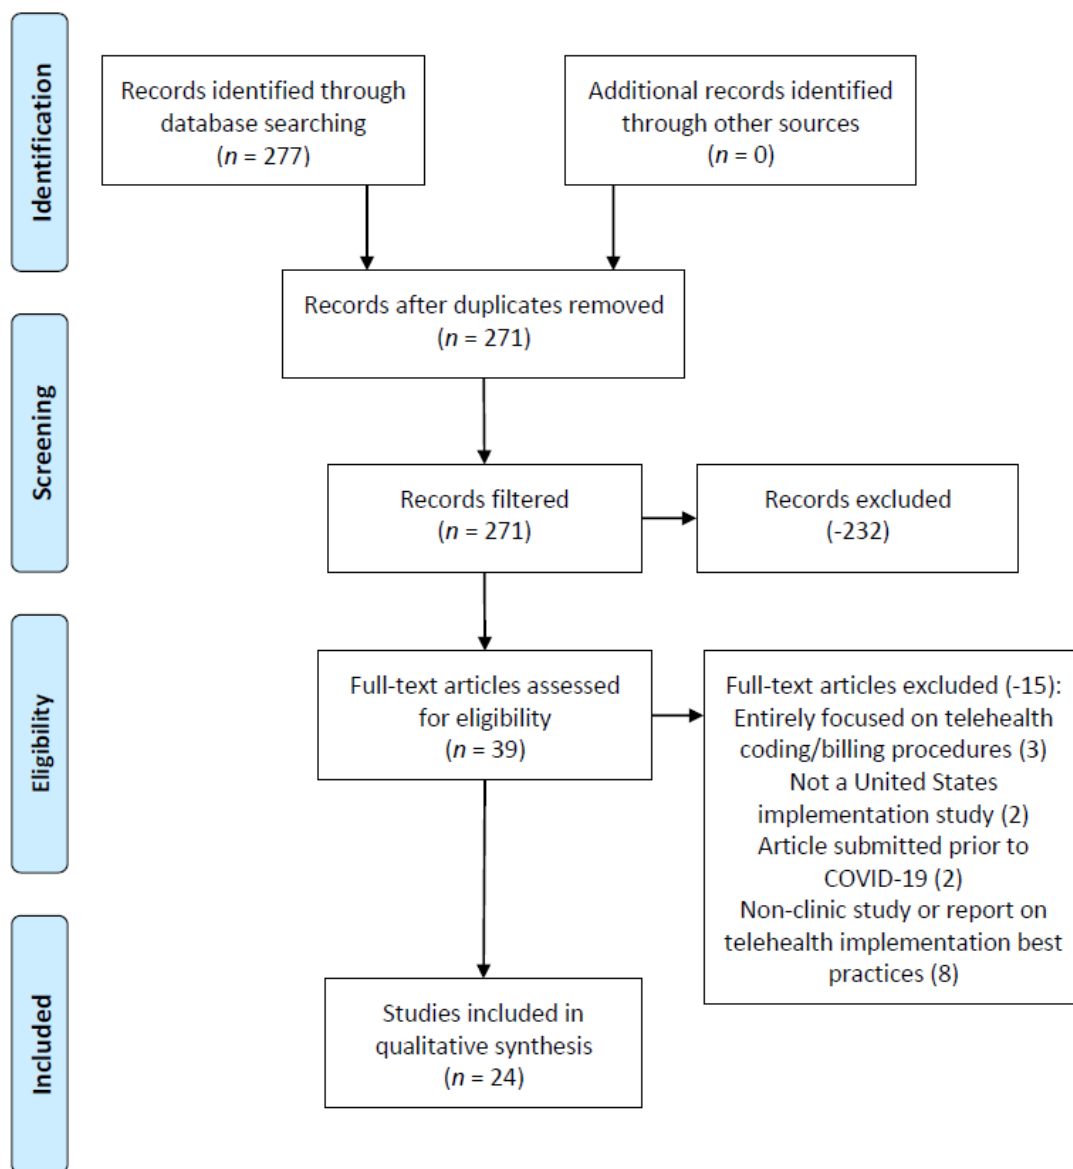 Identification
Records identified through
database searching
(n = 277)
Additional records identified
through other sources
(n = 0)
Records after duplicates removed
(n = 271)
Screening
Records filtered
(n = 271)
Records excluded
(-232)
Eligibility
Full-text articles assessed
for eligibility
(n = 39)
Full-text articles excluded (-15):
Entirely focused on telehealth
coding/billing procedures (3)
Not a United States
implementation study (2)
Article submitted prior to
COVID-19 (2)
Non-clinic study or report on
telehealth implementation best
practices (8)
Included
Studies included in
qualitative synthesis
(n = 24)